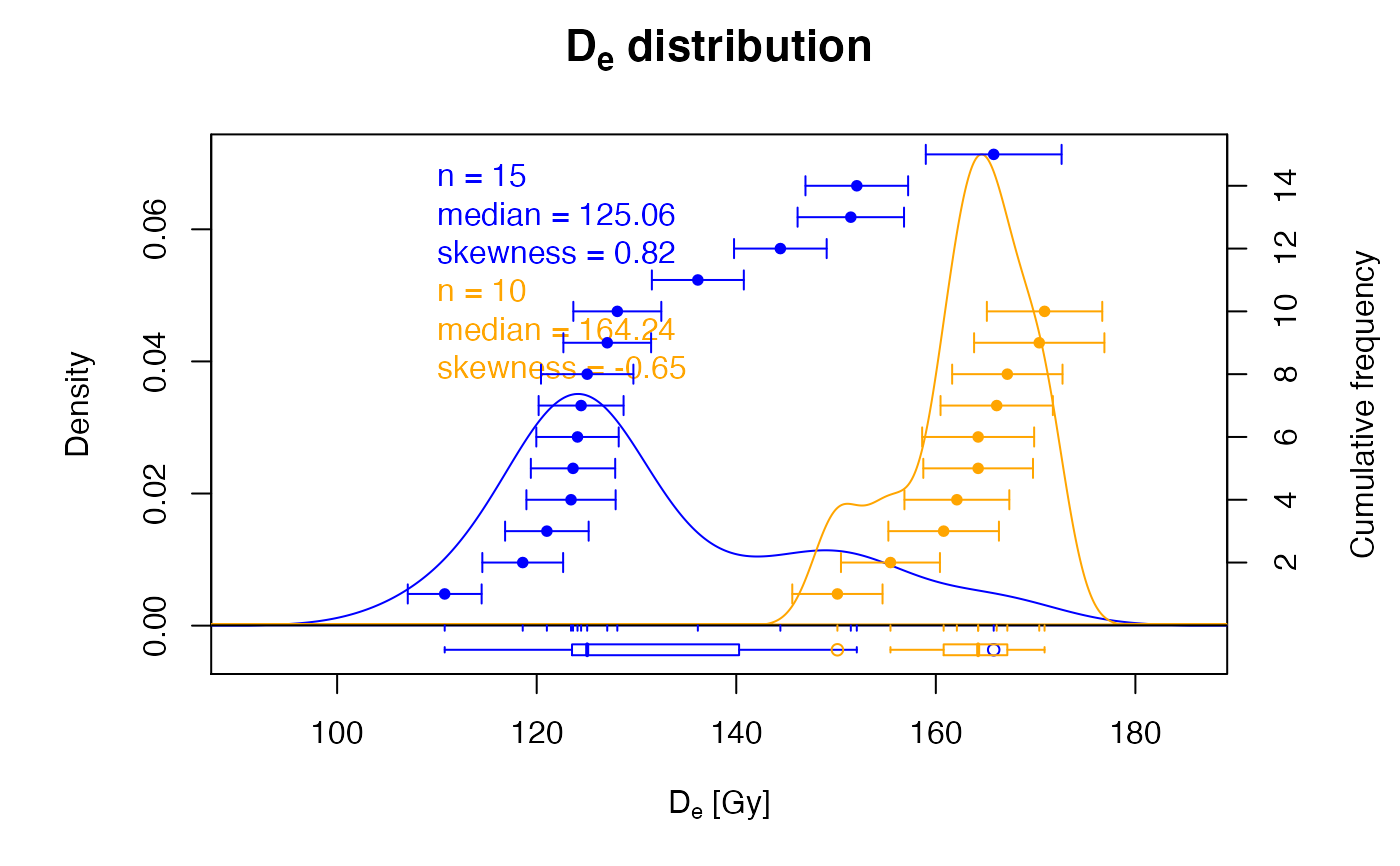 De distribution
n = 15
median = 125.06
skewness = 0.82
n = 10
median = 164.24
skewness = -0.65
Density
0.00 0.02 0.04 0.06
Cumulative frequency
2 4 6 8 10 12 14
100 120 140 160 180
De [Gy]